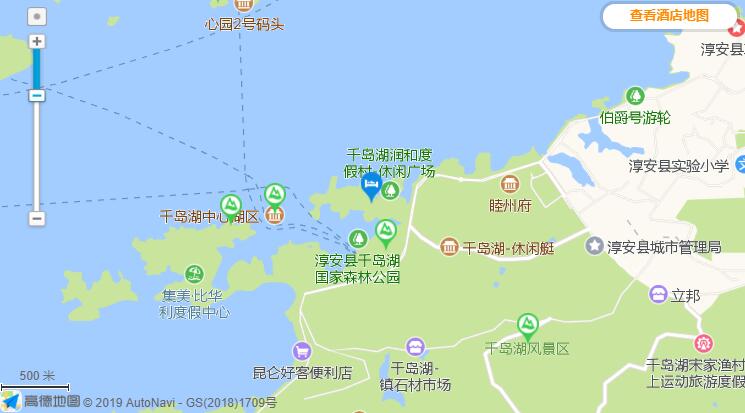 心园2号码头
查看酒店地图
淳安县
伯爵号游轮
千岛湖润和度
假村-休闲广场
淳安县实验小学
睦州府
千岛湖中心湖区
千岛湖-休闲艇
淳安县城市管理局
淳安县千岛湖
国家森林公园
集美·比华
利度假中心
立邦
千岛湖风景区
昆仑好客便利店
千岛湖-
镇石材市场
千岛湖宋家渔村
上运动旅游度假
500 米
高德地图 © 2019 AutoNavi - GS(2018)1709号